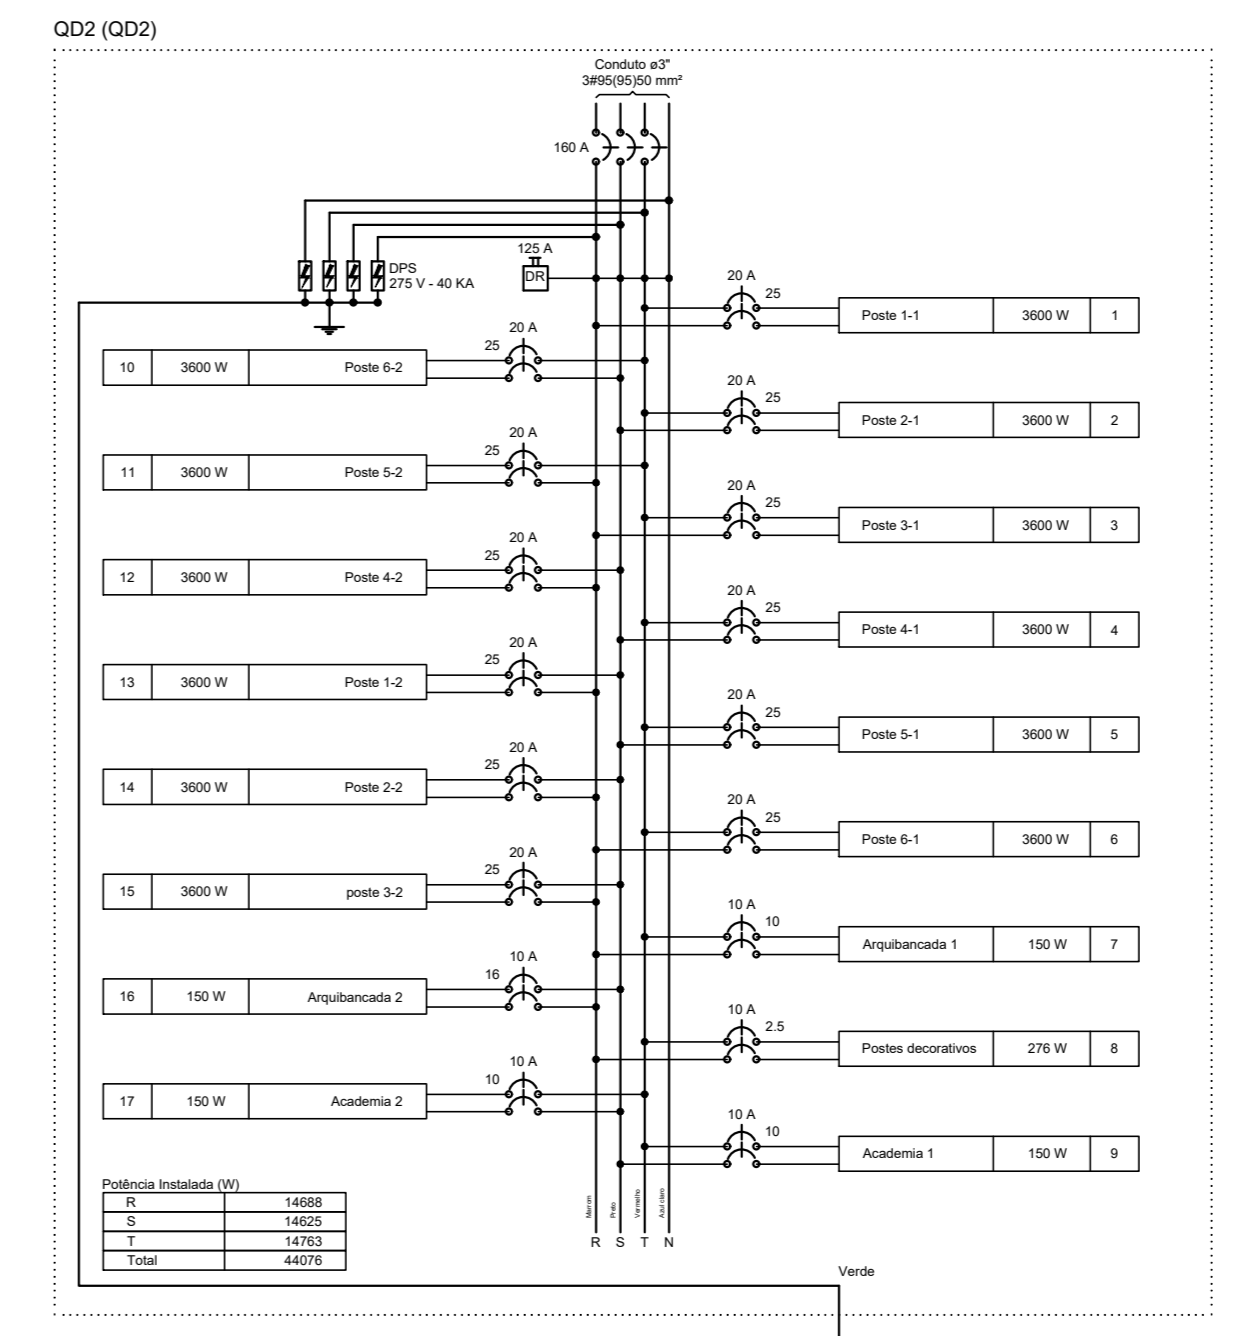 QD2 (QD2)
Conduto ø3"
3#95(95)50 mm²
160 A
125 A
DR
DPS
275 V - 40 KA
20 A
25
Poste 1-1 3600 W 1
20 A
25
10 3600 W Poste 6-2
20 A
25
Poste 2-1 3600 W 2
20 A
25
11 3600 W Poste 5-2
20 A
25
Poste 3-1 3600 W 3
20 A
25
12 3600 W Poste 4-2
20 A
25
Poste 4-1 3600 W 4
20 A
25
13 3600 W Poste 1-2
20 A
25
Poste 5-1 3600 W 5
20 A
25
14 3600 W Poste 2-2
20 A
25
Poste 6-1 3600 W 6
20 A
25
15 3600 W poste 3-2
10 A
10
Arquibancada 1 150 W 7
10 A
16
16 150 W Arquibancada 2
10 A
2.5
Postes decorativos 276 W 8
10 A
10
17 150 W Academia 2
10 A
10
Academia 1 150 W 9
Potência Instalada (W)
R 14688
S 14625
T 14763
Total 44076
Marrom
Preto
Vermelho
Azul claro
R S T N
Verde